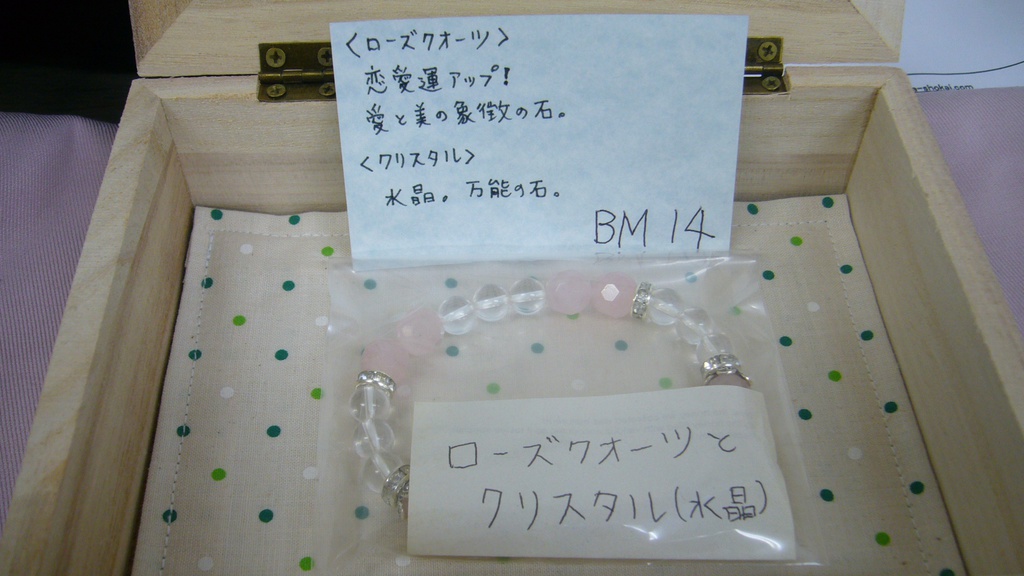 〈ローズクオーツ〉
恋愛運アップ!
愛と美の象徴の石。
〈クリスタル〉
水晶。万能の石。
BM 14
ローズクオーツと
クリスタル(水晶)